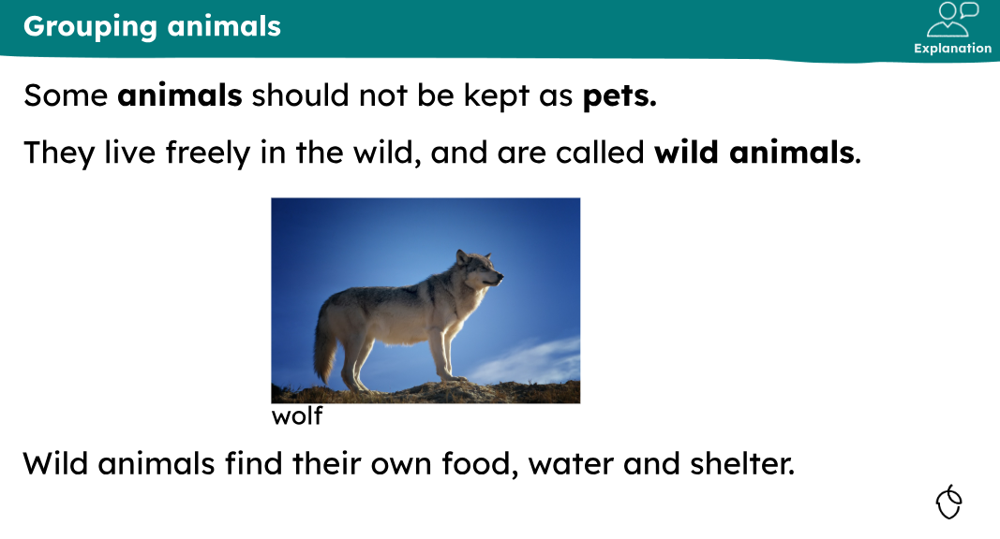 Grouping animals
Explanation
Some animals should not be kept as pets.
They live freely in the wild, and are called wild animals.
wolf
Wild animals find their own food, water and shelter.